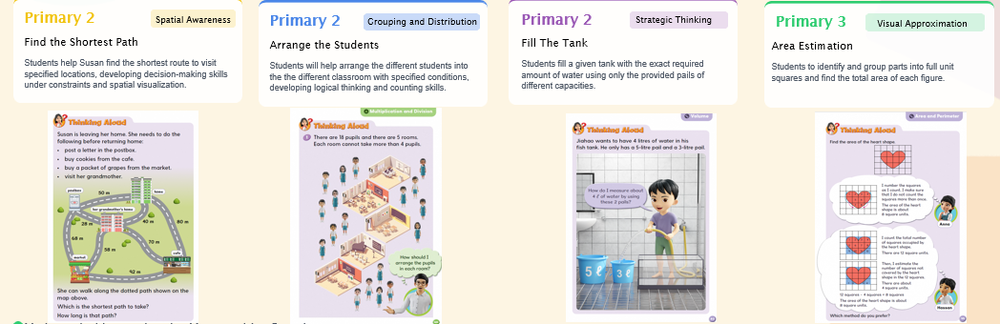 Primary 2
Spatial Awareness
Find the Shortest Path
Students help Susan find the shortest route to visit
specified locations, developing decision-making skills
under constraints and spatial visualization.
Thinking Aloud
Susan is leaving her home. She needs to do the
following before returning home:
• post a letter in the postbox.
• buy cookies from the cafe.
• buy a packet of grapes from the market.
• visit her grandmother.
postbox
50 m
home
her grandmother's home
28 m
40 m
80 m
68 m
58 m
70 m
cafe
market
92 m
She can walk along the dotted path shown on the
map above.
Which is the shortest path to take?
How long is that path?
Primary 2
Grouping and Distribution
Arrange the Students
Students will help arrange the different students into
the the different classroom with specified conditions,
developing logical thinking and counting skills.
Multiplication and Division
Thinking Aloud
There are 18 pupils and there are 5 rooms.
Each room cannot take more than 4 pupils.
How should I
arrange the pupils
in each room?
Primary 2
Strategic Thinking
Fill The Tank
Students fill a given tank with the exact required
amount of water using only the provided pails of
different capacities.
Volume
Thinking Aloud
Jiahao wants to have 4 litres of water in his
fish tank. He only has a 5-litre pail and a 3-litre pail.
How do I measure about
4 ℓ of water by using
these 2 pails?
5 ℓ
3 ℓ
Primary 3
Visual Approximation
Area Estimation
Students to identify and group parts into full unit
squares and find the total area of each figure.
Area and Perimeter
Thinking Aloud
Find the area of the heart shape.
I number the squares
as I count. I make sure
that I do not count the
squares more than once.
The area of the heart
shape is about
8 square units.
Anna
I count the total number
of squares occupied by
the heart shape.
There are 12 square units.
Then, I estimate the
number of squares not
covered by the heart
shape in the 12 squares.
There are about
4 square units.
12 squares - 4 squares = 8 squares
The area of the heart shape is about
8 square units.
Hassan
Which method do you prefer?